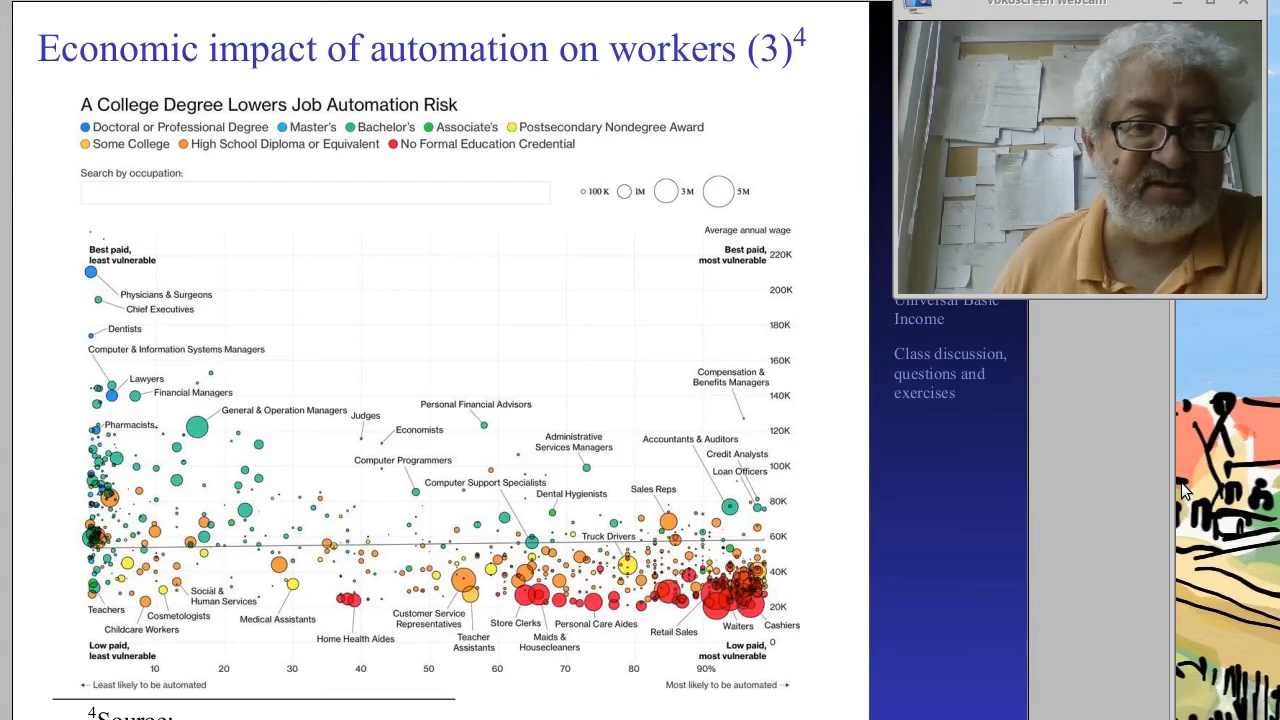 Economic impact of automation on workers (3)4
vokoscreen webcam
A College Degree Lowers Job Automation Risk
Doctoral or Professional Degree Master's Bachelor's Associate's Postsecondary Nondegree Award
Some College High School Diploma or Equivalent No Formal Education Credential
Search by occupation:
100 K 1M 3 M 5 M
Average annual wage
Best paid,
least vulnerable
Best paid,
most vulnerable
220K
200K
180K
160K
140K
120K
100K
80K
60K
40K
20K
0
Physicians & Surgeons
Chief Executives
Dentists
Computer & Information Systems Managers
Lawyers
Financial Managers
General & Operation Managers
Pharmacists
Judges
Economists
Computer Programmers
Personal Financial Advisors
Computer Support Specialists
Administrative
Services Managers
Dental Hygienists
Compensation &
Benefits Managers
Accountants & Auditors
Credit Analysts
Loan Officers
Sales Reps
Truck Drivers
Teachers
Social &
Human Services
Cosmetologists
Childcare Workers
Medical Assistants
Home Health Aides
Customer Service
Representatives
Teacher
Assistants
Store Clerks
Maids &
Housecleaners
Personal Care Aides
Retail Sales
Waiters
Cashiers
Low paid,
least vulnerable
Low paid,
most vulnerable
10 20 30 40 50 60 70 80 90%
Least likely to be automated
Most likely to be automated
4Source:
Universal Basic
Income
Class discussion,
questions and
exercises